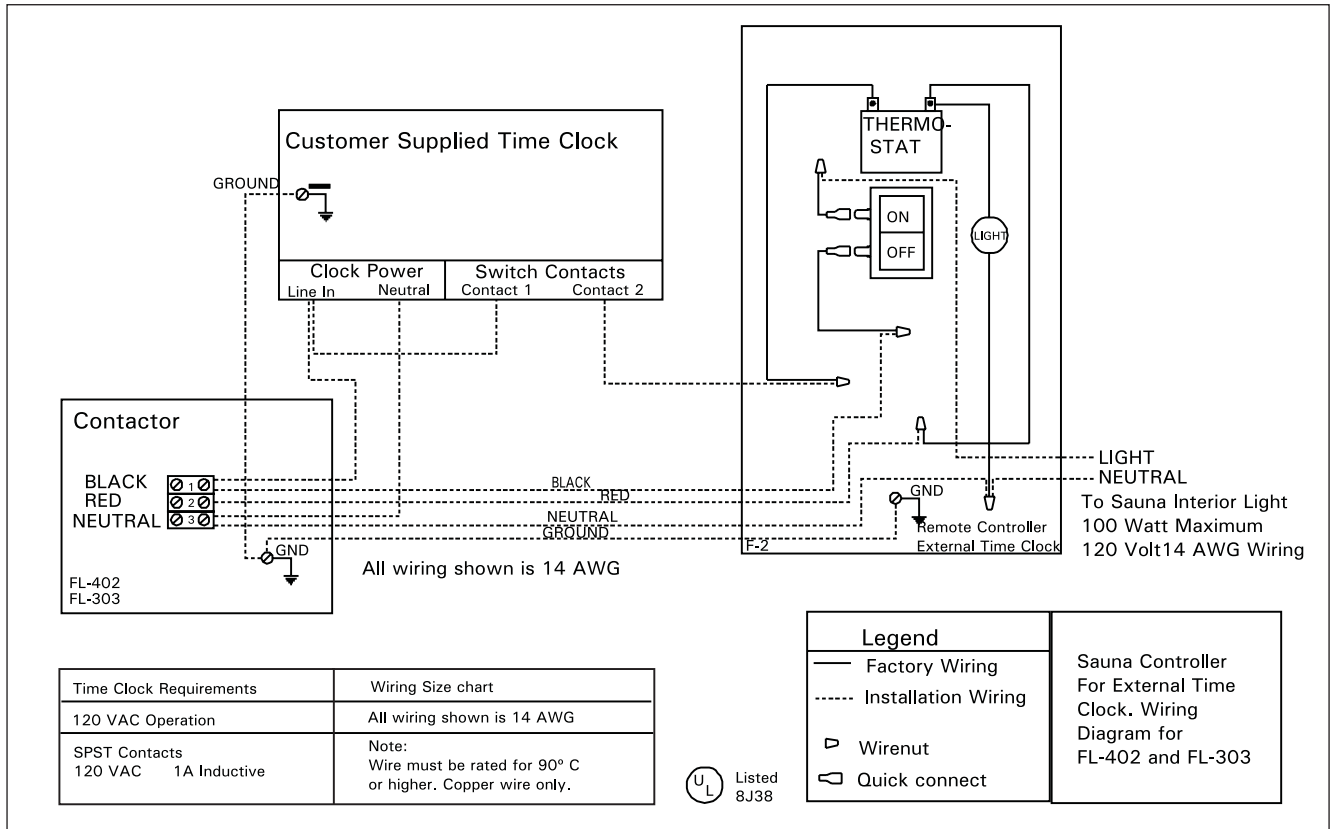 Customer Supplied Time Clock
GROUND
Clock Power
Line In
Neutral
Switch Contacts
Contact 1
Contact 2
THERMO-
STAT
ON
OFF
LIGHT
Contactor
BLACK
RED
NEUTRAL
1
2
3
GND
FL-402
FL-303
BLACK
RED
NEUTRAL
GROUND
All wiring shown is 14 AWG
GND
F-2
Remote Controller
External Time Clock
LIGHT
NEUTRAL
To Sauna Interior Light
100 Watt Maximum
120 Volt14 AWG Wiring
Time Clock Requirements
Wiring Size chart
120 VAC Operation
All wiring shown is 14 AWG
SPST Contacts
120 VAC 1A Inductive
Note:
Wire must be rated for 90º C
or higher. Copper wire only.
UL
Listed
8J38
Legend
Factory Wiring
Installation Wiring
Wirenut
Quick connect
Sauna Controller
For External Time
Clock. Wiring
Diagram for
FL-402 and FL-303